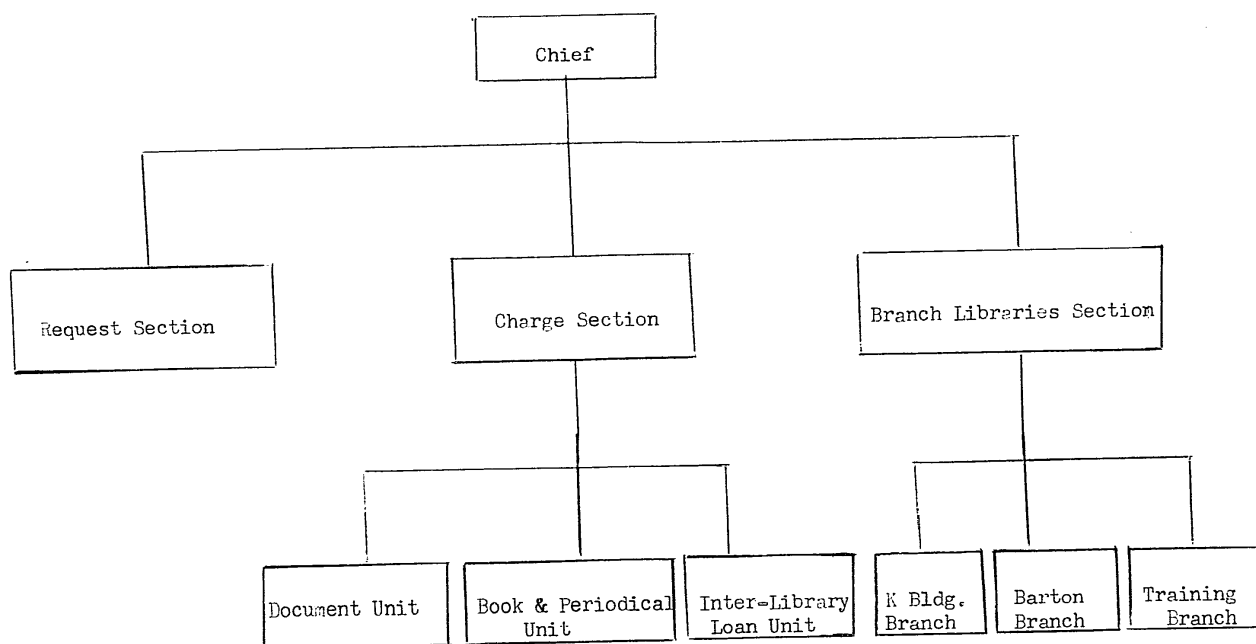 Chief
Request Section
Charge Section
Branch Libraries Section
Document Unit
Book & Periodical
Unit
Inter-Library
Loan Unit
K Bldg.
Branch
Barton
Branch
Training
Branch